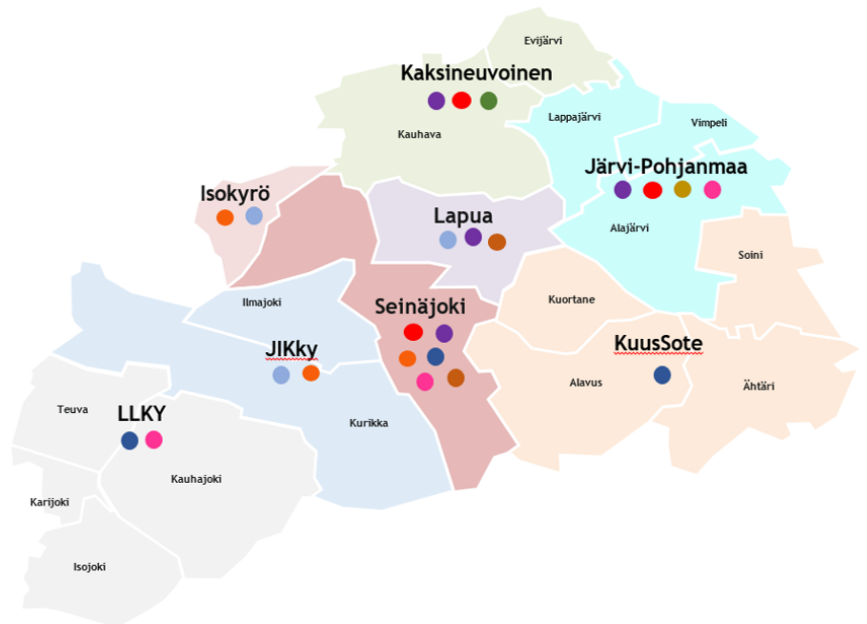 Evijärvi
Kaksineuvoinen
Kauhava
Lappajärvi
Vimpeli
Järvi-Pohjanmaa
Alajärvi
Isokyrö
Lapua
Soini
Kuortane
Ilmajoki
Seinäjoki
JIKky
KuusSote
Alavus
Ähtäri
Teuva
LLKY
Kurikka
Kauhajoki
Karijoki
Isojoki